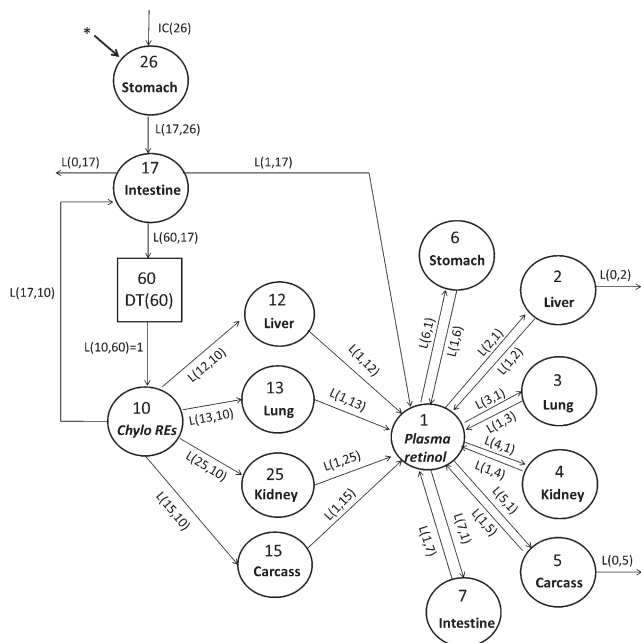 IC(26)
*
26
Stomach
L(17,26)
L(0,17)
17
Intestine
L(1,17)
L(60,17)
60
DT(60)
L(17,10)
L(10,60)=1
10
Chylo REs
L(12,10)
L(13,10)
L(25,10)
L(15,10)
12
Liver
13
Lung
25
Kidney
15
Carcass
L(1,12)
L(1,13)
L(1,25)
L(1,15)
1
Plasma
retinol
6
Stomach
L(6,1)
L(1,6)
2
Liver
L(0,2)
L(2,1)
L(1,2)
3
Lung
L(3,1)
L(1,3)
4
Kidney
L(4,1)
L(1,4)
5
Carcass
L(0,5)
L(5,1)
L(1,5)
7
Intestine
L(1,7)
L(7,1)